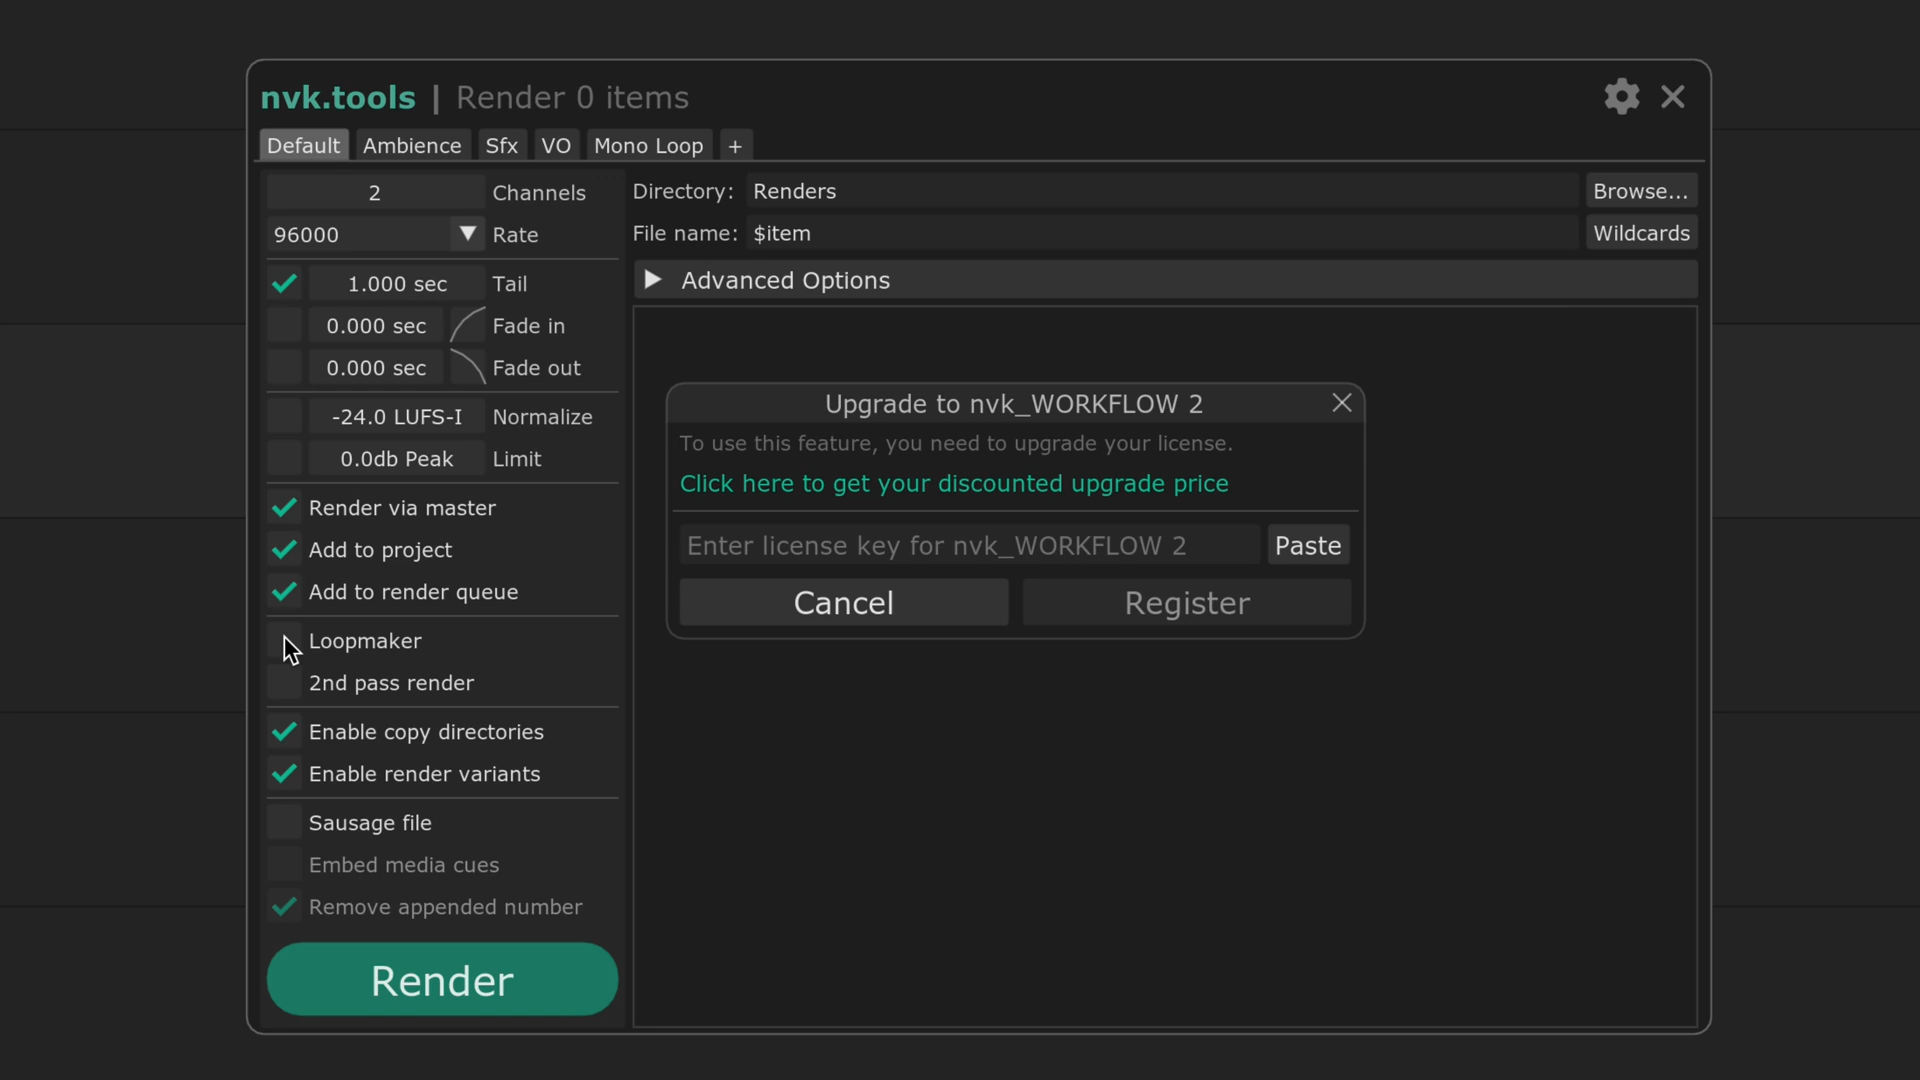 nvk.tools | Render 0 items
Default Ambience Sfx VO Mono Loop +
2 Channels
96000 Rate
1.000 sec Tail
0.000 sec Fade in
0.000 sec Fade out
-24.0 LUFS-I Normalize
0.0db Peak Limit
Render via master
Add to project
Add to render queue
Loopmaker
2nd pass render
Enable copy directories
Enable render variants
Sausage file
Embed media cues
Remove appended number
Render
Directory: Renders Browse...
File name: $item Wildcards
Advanced Options
Upgrade to nvk_WORKFLOW 2
To use this feature, you need to upgrade your license.
Click here to get your discounted upgrade price
Enter license key for nvk_WORKFLOW 2 Paste
Cancel Register